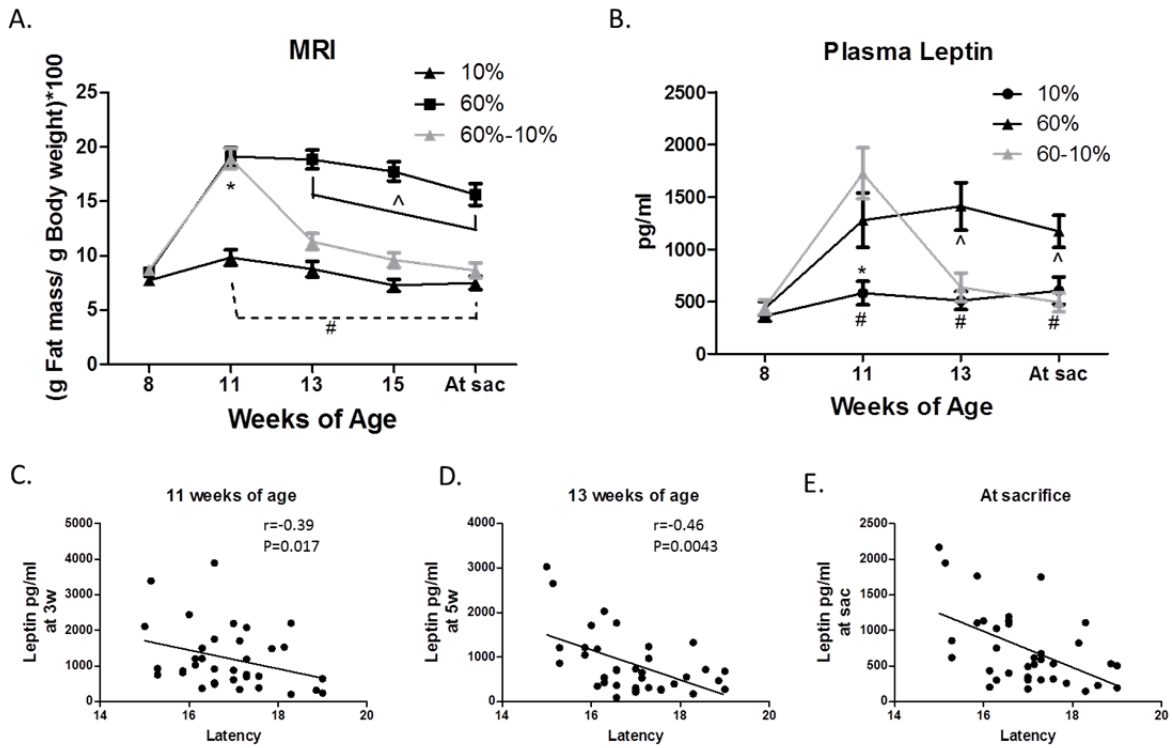 A.
MRI
10%
60%
60%-10%
(g Fat mass/ g Body weight)*100
25
20
15
10
5
0
*
^
#
8 11 13 15 At sac
Weeks of Age
B.
Plasma Leptin
10%
60%
60-10%
pg/ml
2500
2000
1500
1000
500
0
*
^
^
# # #
8 11 13 At sac
Weeks of Age
C.
11 weeks of age
r=-0.39
P=0.017
Leptin pg/ml
at 3w
5000
4000
3000
2000
1000
0
14 16 18 20
Latency
D.
13 weeks of age
r=-0.46
P=0.0043
Leptin pg/ml
at 5w
4000
3000
2000
1000
0
14 16 18 20
Latency
E.
At sacrifice
Leptin pg/ml
at sac
2500
2000
1500
1000
500
0
14 16 18 20
Latency